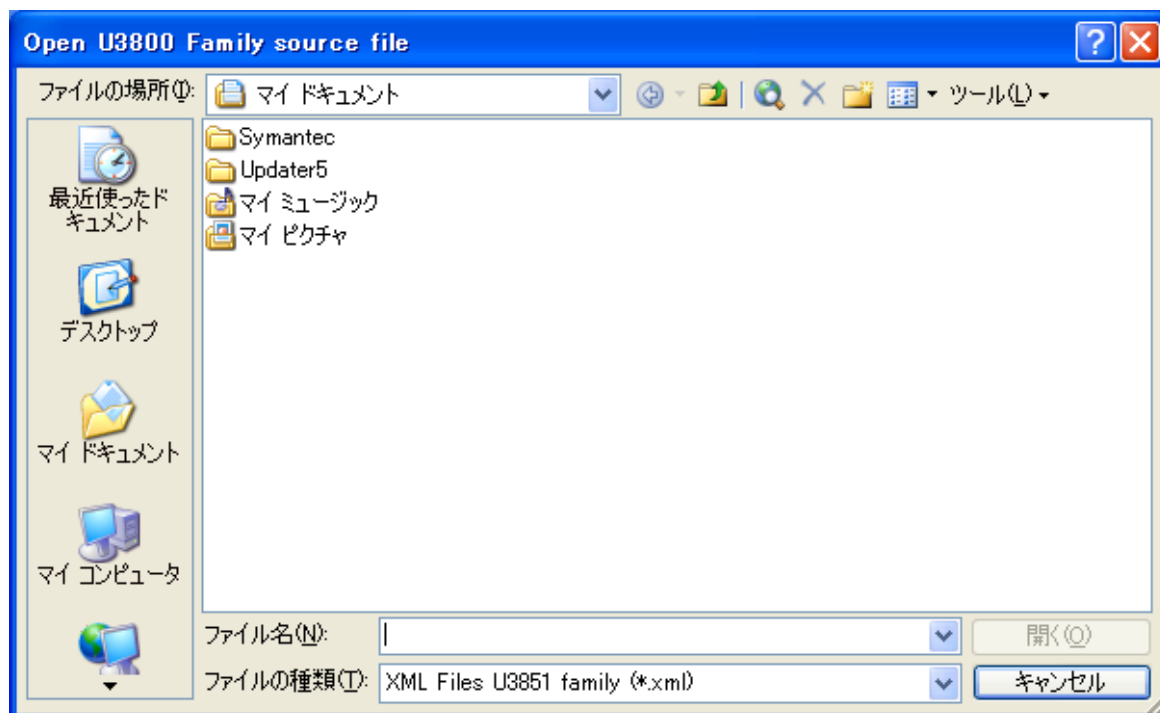 Open U3800 Family source file
ファイルの場所(I):
マイ ドキュメント
ツール(L)
最近使ったド
キュメント
デスクトップ
マイ ドキュメント
マイ コンピュータ
Symantec
Updater5
マイ ミュージック
マイ ピクチャ
ファイル名(N):
開く(O)
ファイルの種類(T):
XML Files U3851 family (*.xml)
キャンセル